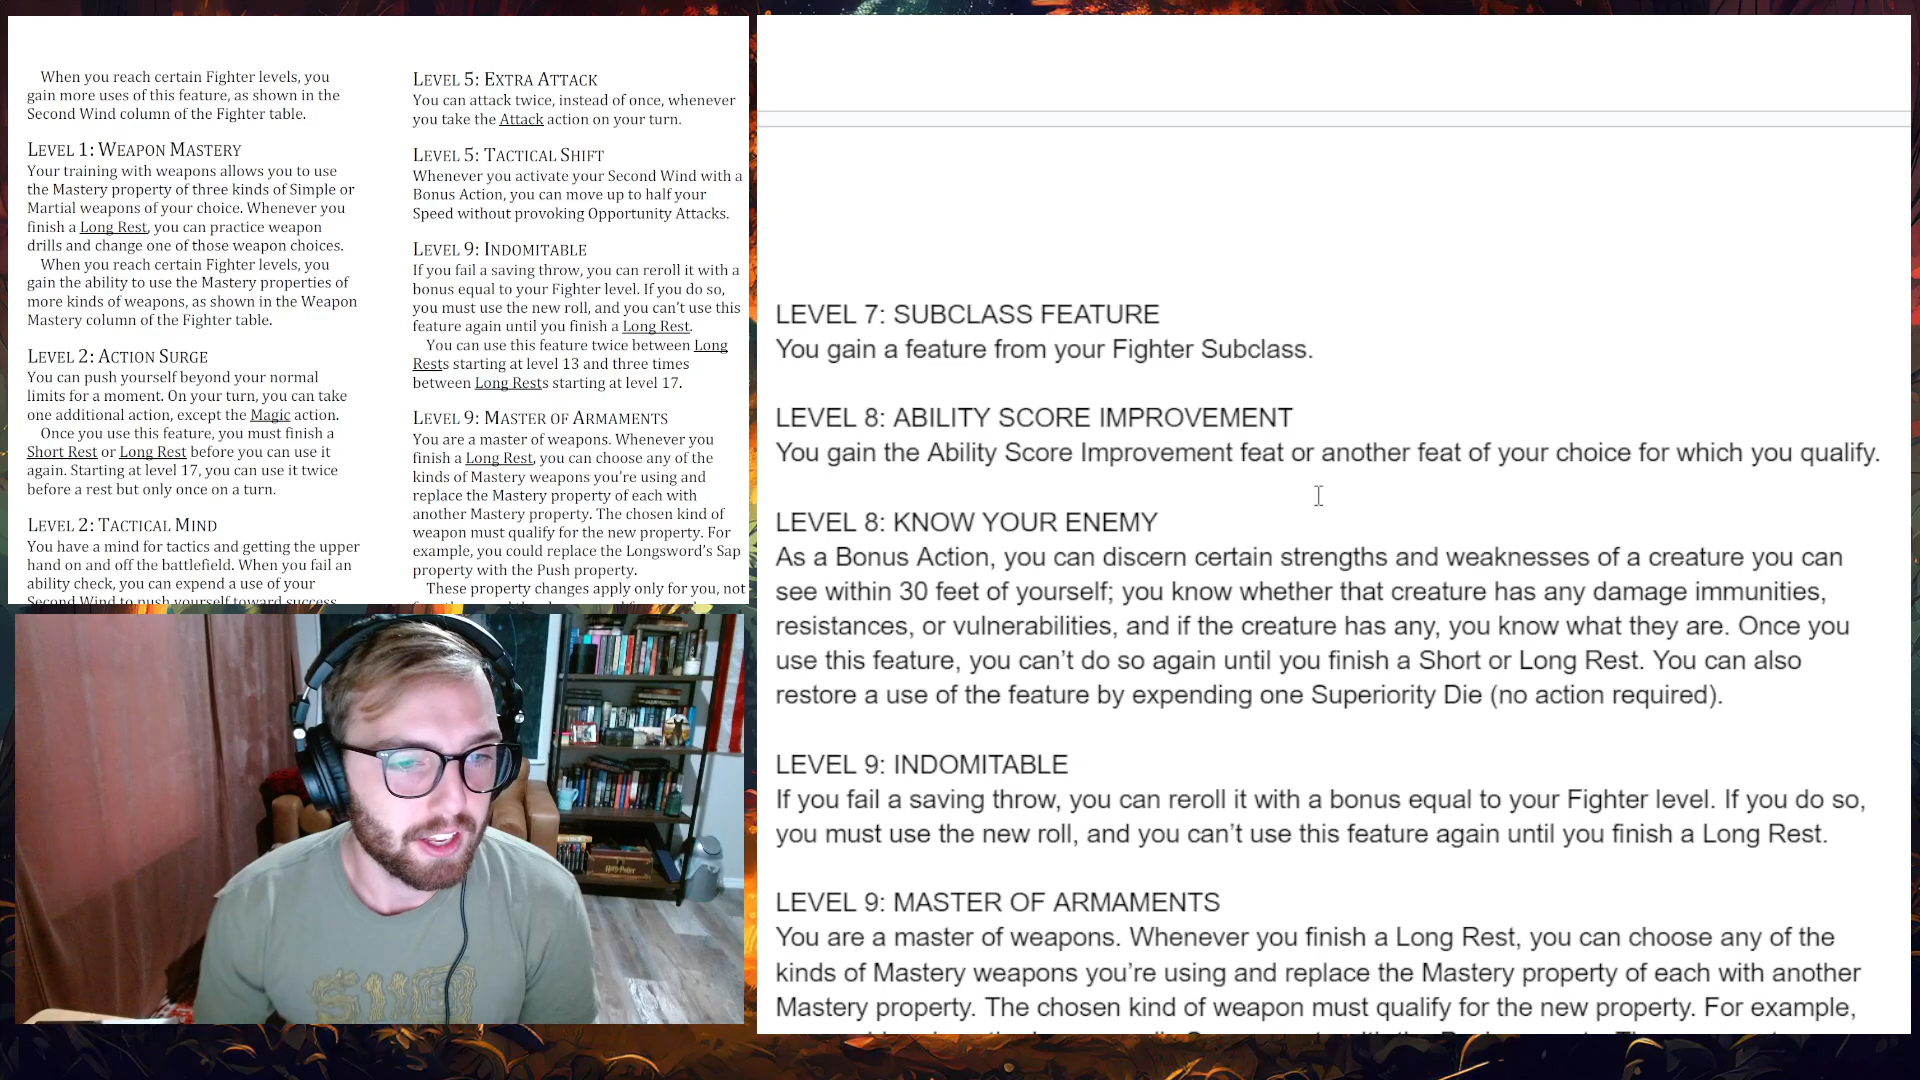 When you reach certain Fighter levels, you
gain more uses of this feature, as shown in the
Second Wind column of the Fighter table.
LEVEL 1: WEAPON MASTERY
Your training with weapons allows you to use
the Mastery property of three kinds of Simple or
Martial weapons of your choice. Whenever you
finish a Long Rest, you can practice weapon
drills and change one of those weapon choices.
When you reach certain Fighter levels, you
gain the ability to use the Mastery properties of
more kinds of weapons, as shown in the Weapon
Mastery column of the Fighter table.
LEVEL 2: ACTION SURGE
You can push yourself beyond your normal
limits for a moment. On your turn, you can take
one additional action, except the Magic action.
Once you use this feature, you must finish a
Short Rest or Long Rest before you can use it
again. Starting at level 17, you can use it twice
before a rest but only once on a turn.
LEVEL 2: TACTICAL MIND
You have a mind for tactics and getting the upper
hand on and off the battlefield. When you fail an
ability check, you can expend a use of your
Second Wind to push yourself toward success
LEVEL 5: EXTRA ATTACK
You can attack twice, instead of once, whenever
you take the Attack action on your turn.
LEVEL 5: TACTICAL SHIFT
Whenever you activate your Second Wind with a
Bonus Action, you can move up to half your
Speed without provoking Opportunity Attacks.
LEVEL 9: INDOMITABLE
If you fail a saving throw, you can reroll it with a
bonus equal to your Fighter level. If you do so,
you must use the new roll, and you can't use this
feature again until you finish a Long Rest.
You can use this feature twice between Long
Rests starting at level 13 and three times
between Long Rests starting at level 17.
LEVEL 9: MASTER OF ARMAMENTS
You are a master of weapons. Whenever you
finish a Long Rest, you can choose any of the
kinds of Mastery weapons you're using and
replace the Mastery property of each with
another Mastery property. The chosen kind of
weapon must qualify for the new property. For
example, you could replace the Longsword's Sap
property with the Push property.
These property changes apply only for you, not
LEVEL 7: SUBCLASS FEATURE
You gain a feature from your Fighter Subclass.
LEVEL 8: ABILITY SCORE IMPROVEMENT
You gain the Ability Score Improvement feat or another feat of your choice for which you qualify.
LEVEL 8: KNOW YOUR ENEMY
As a Bonus Action, you can discern certain strengths and weaknesses of a creature you can
see within 30 feet of yourself; you know whether that creature has any damage immunities,
resistances, or vulnerabilities, and if the creature has any, you know what they are. Once you
use this feature, you can't do so again until you finish a Short or Long Rest. You can also
restore a use of the feature by expending one Superiority Die (no action required).
LEVEL 9: INDOMITABLE
If you fail a saving throw, you can reroll it with a bonus equal to your Fighter level. If you do so,
you must use the new roll, and you can't use this feature again until you finish a Long Rest.
LEVEL 9: MASTER OF ARMAMENTS
You are a master of weapons. Whenever you finish a Long Rest, you can choose any of the
kinds of Mastery weapons you're using and replace the Mastery property of each with another
Mastery property. The chosen kind of weapon must qualify for the new property. For example,
Harry Potter